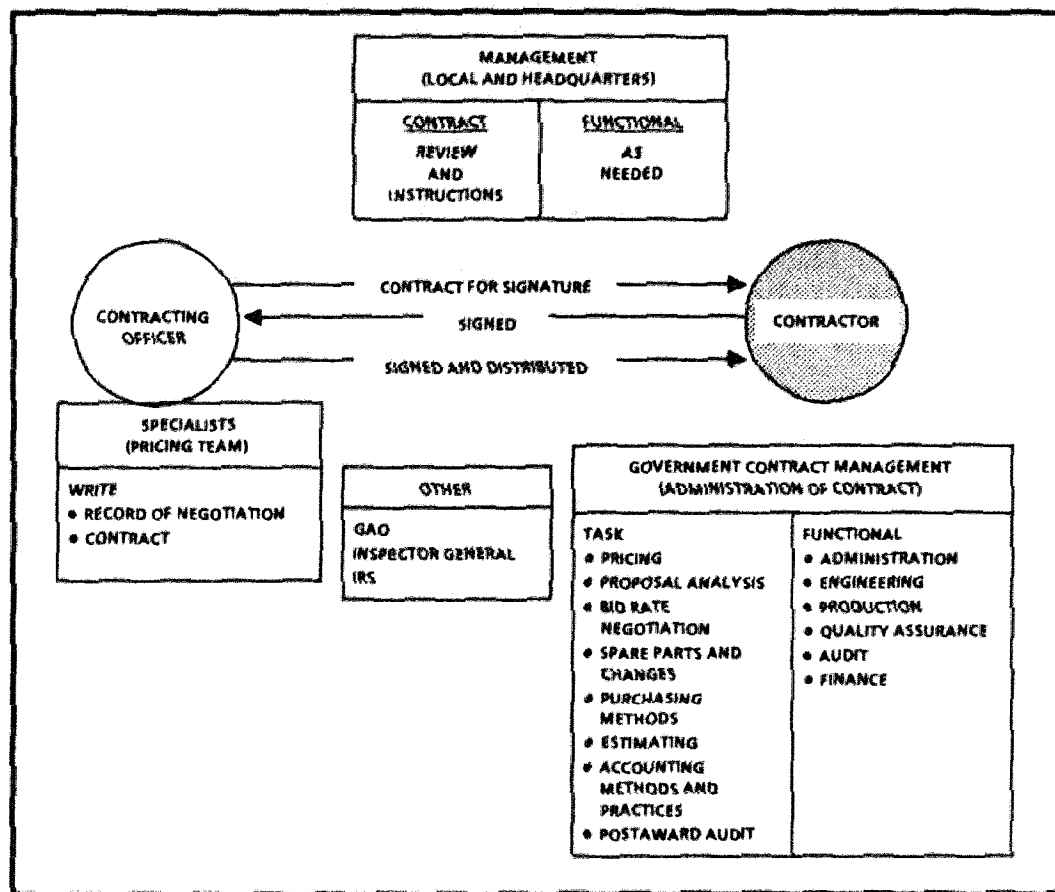 MANAGEMENT
(LOCAL AND HEADQUARTERS)
CONTRACT
REVIEW
AND
INSTRUCTIONS
FUNCTIONAL
AS
NEEDED
CONTRACTING
OFFICER
CONTRACT FOR SIGNATURE
SIGNED
SIGNED AND DISTRIBUTED
CONTRACTOR
SPECIALISTS
(PRICING TEAM)
WRITE
• RECORD OF NEGOTIATION
• CONTRACT
OTHER
GAO
INSPECTOR GENERAL
IRS
GOVERNMENT CONTRACT MANAGEMENT
(ADMINISTRATION OF CONTRACT)
TASK
• PRICING
• PROPOSAL ANALYSIS
• BID RATE
NEGOTIATION
• SPARE PARTS AND
CHANGES
• PURCHASING
METHODS
• ESTIMATING
• ACCOUNTING
METHODS AND
PRACTICES
• POSTAWARD AUDIT
FUNCTIONAL
• ADMINISTRATION
• ENGINEERING
• PRODUCTION
• QUALITY ASSURANCE
• AUDIT
• FINANCE